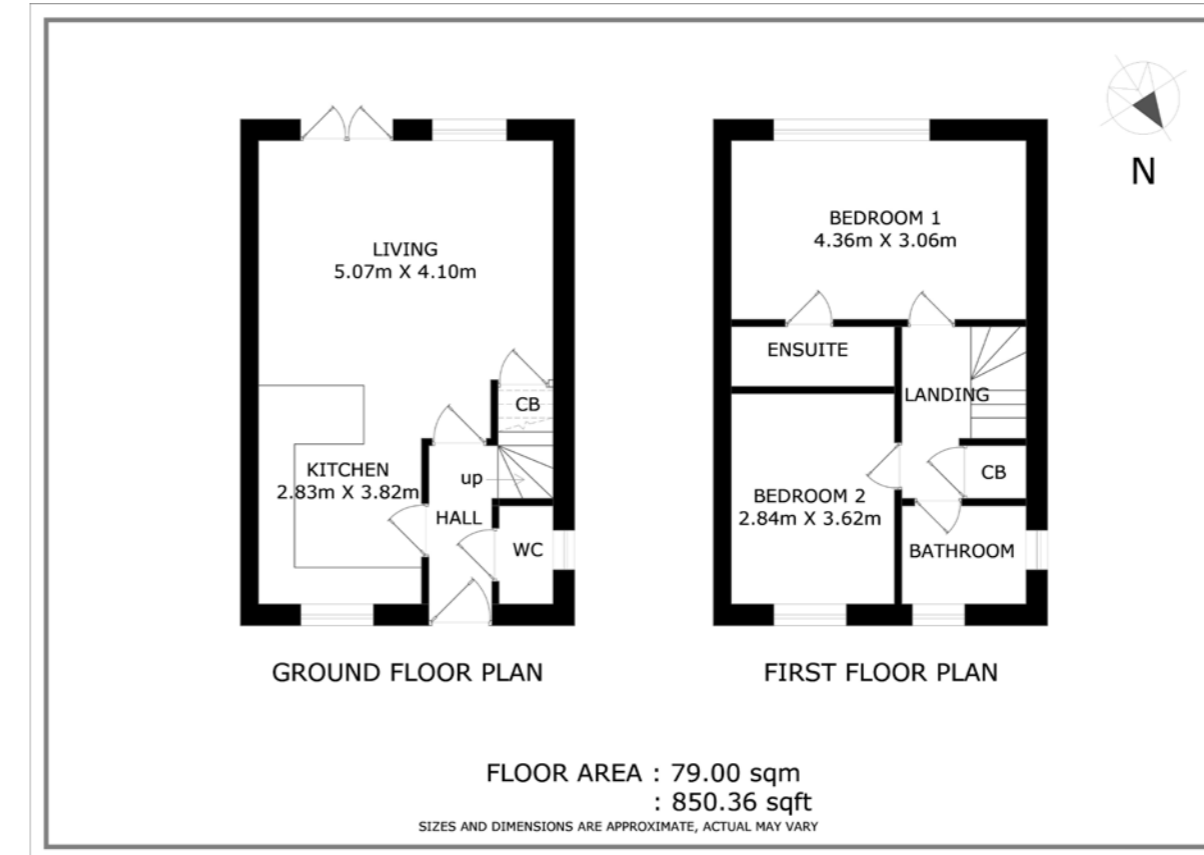 N
LIVING
5.07m X 4.10m
CB
KITCHEN
2.83m X 3.82m
up
HALL
WC
GROUND FLOOR PLAN
BEDROOM 1
4.36m X 3.06m
ENSUITE
LANDING
CB
BEDROOM 2
2.84m X 3.62m
BATHROOM
FIRST FLOOR PLAN
FLOOR AREA : 79.00 sqm
: 850.36 sqft
SIZES AND DIMENSIONS ARE APPROXIMATE, ACTUAL MAY VARY